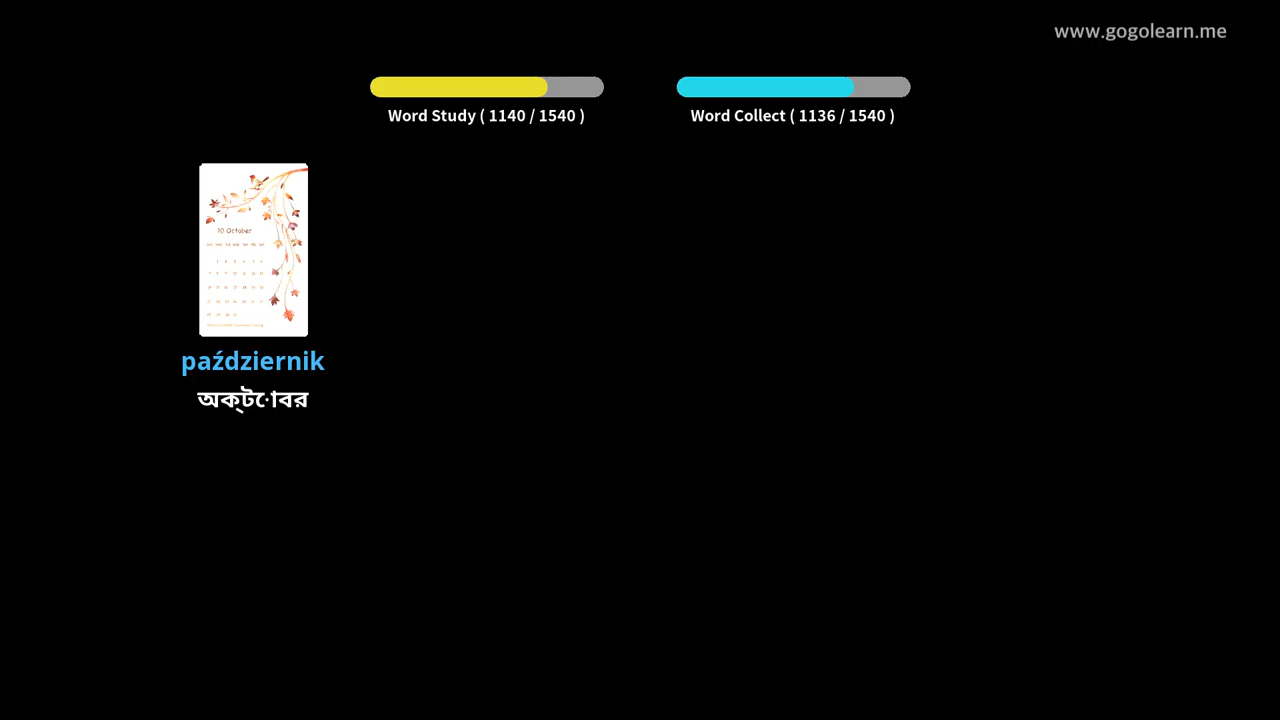 www.gogolearn.me
Word Study ( 1140 / 1540 )
Word Collect ( 1136 / 1540 )
10 October
październik
অক্টোবর